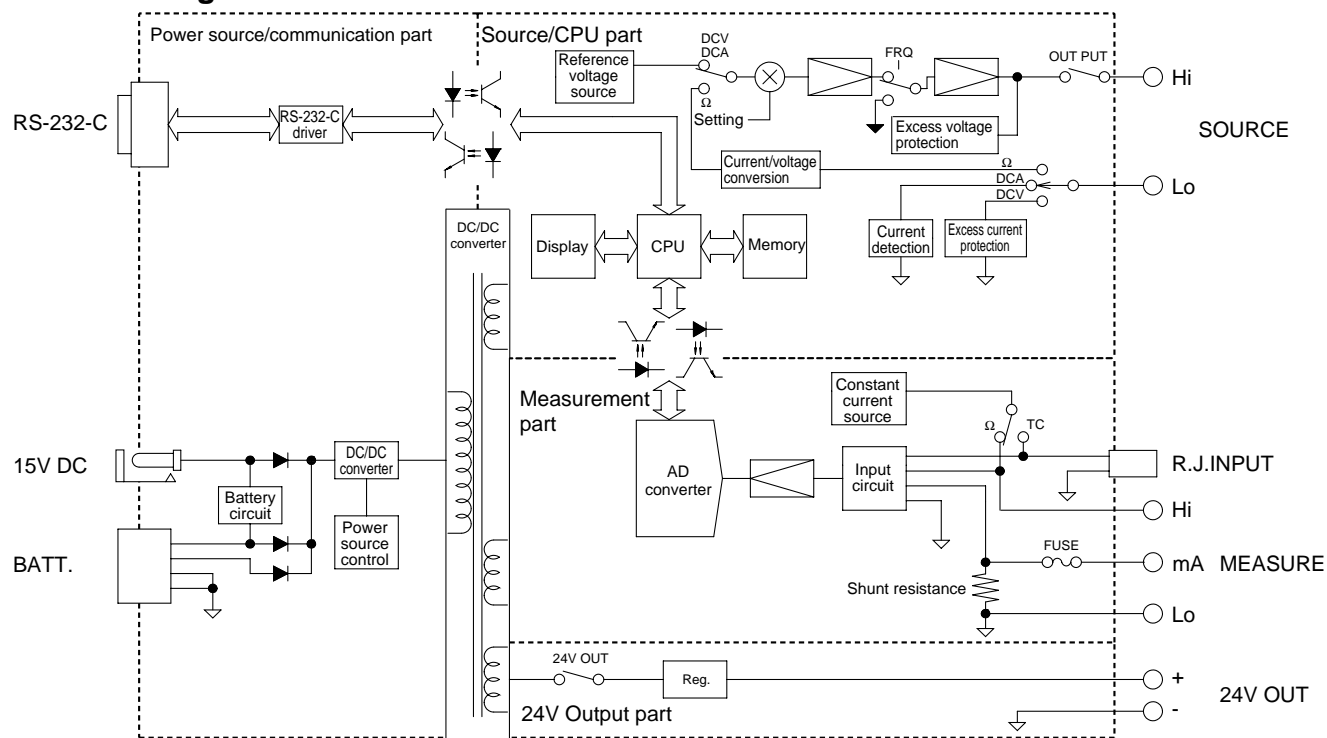 Power source/communication part
Source/CPU part
DCV
DCA
FRQ
OUT PUT
Hi
Reference
voltage
source
Ω
Setting
Excess voltage
protection
SOURCE
RS-232-C
RS-232-C
driver
Current/voltage
conversion
Ω
DCA
DCV
Lo
DC/DC
converter
Display
CPU
Memory
Current
detection
Excess current
protection
Measurement
part
Constant
current
source
Ω
TC
15V DC
DC/DC
converter
AD
converter
Input
circuit
R.J.INPUT
Battery
circuit
Hi
Power
source
control
BATT.
FUSE
mA
MEASURE
Shunt resistance
Lo
24V OUT
Reg.
+
24V OUT
24V Output part
-